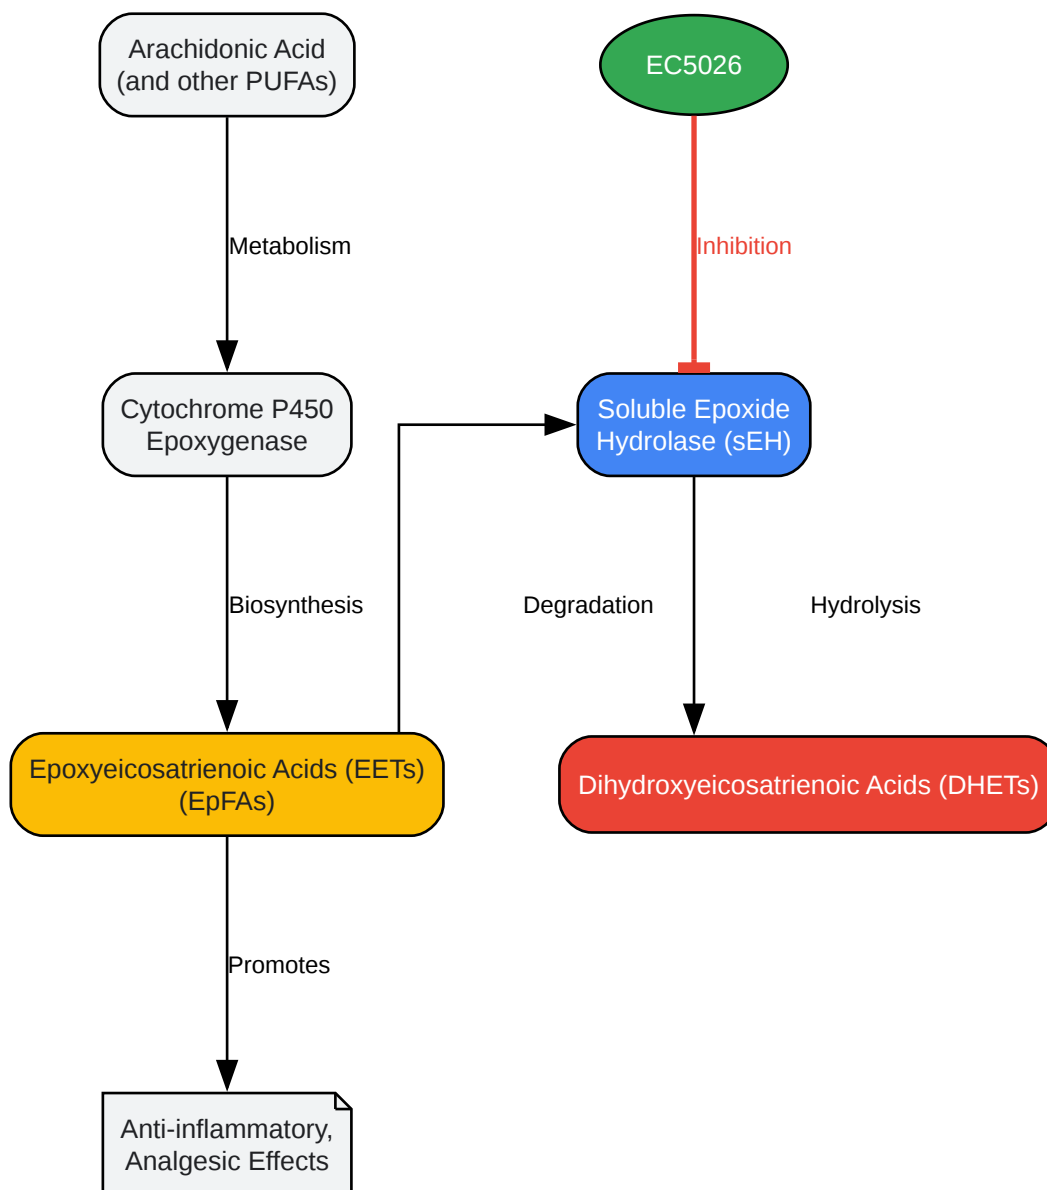 Arachidonic Acid
(and other PUFAs)
EC5026
Metabolism
Inhibition
Cytochrome P450
Epoxygenase
Soluble Epoxide
Hydrolase (sEH)
Biosynthesis
Degradation
Hydrolysis
Epoxyeicosatrienoic Acids (EETs)
(EpFAs)
Dihydroxyeicosatrienoic Acids (DHETs)
Promotes
Anti-inflammatory,
Analgesic Effects